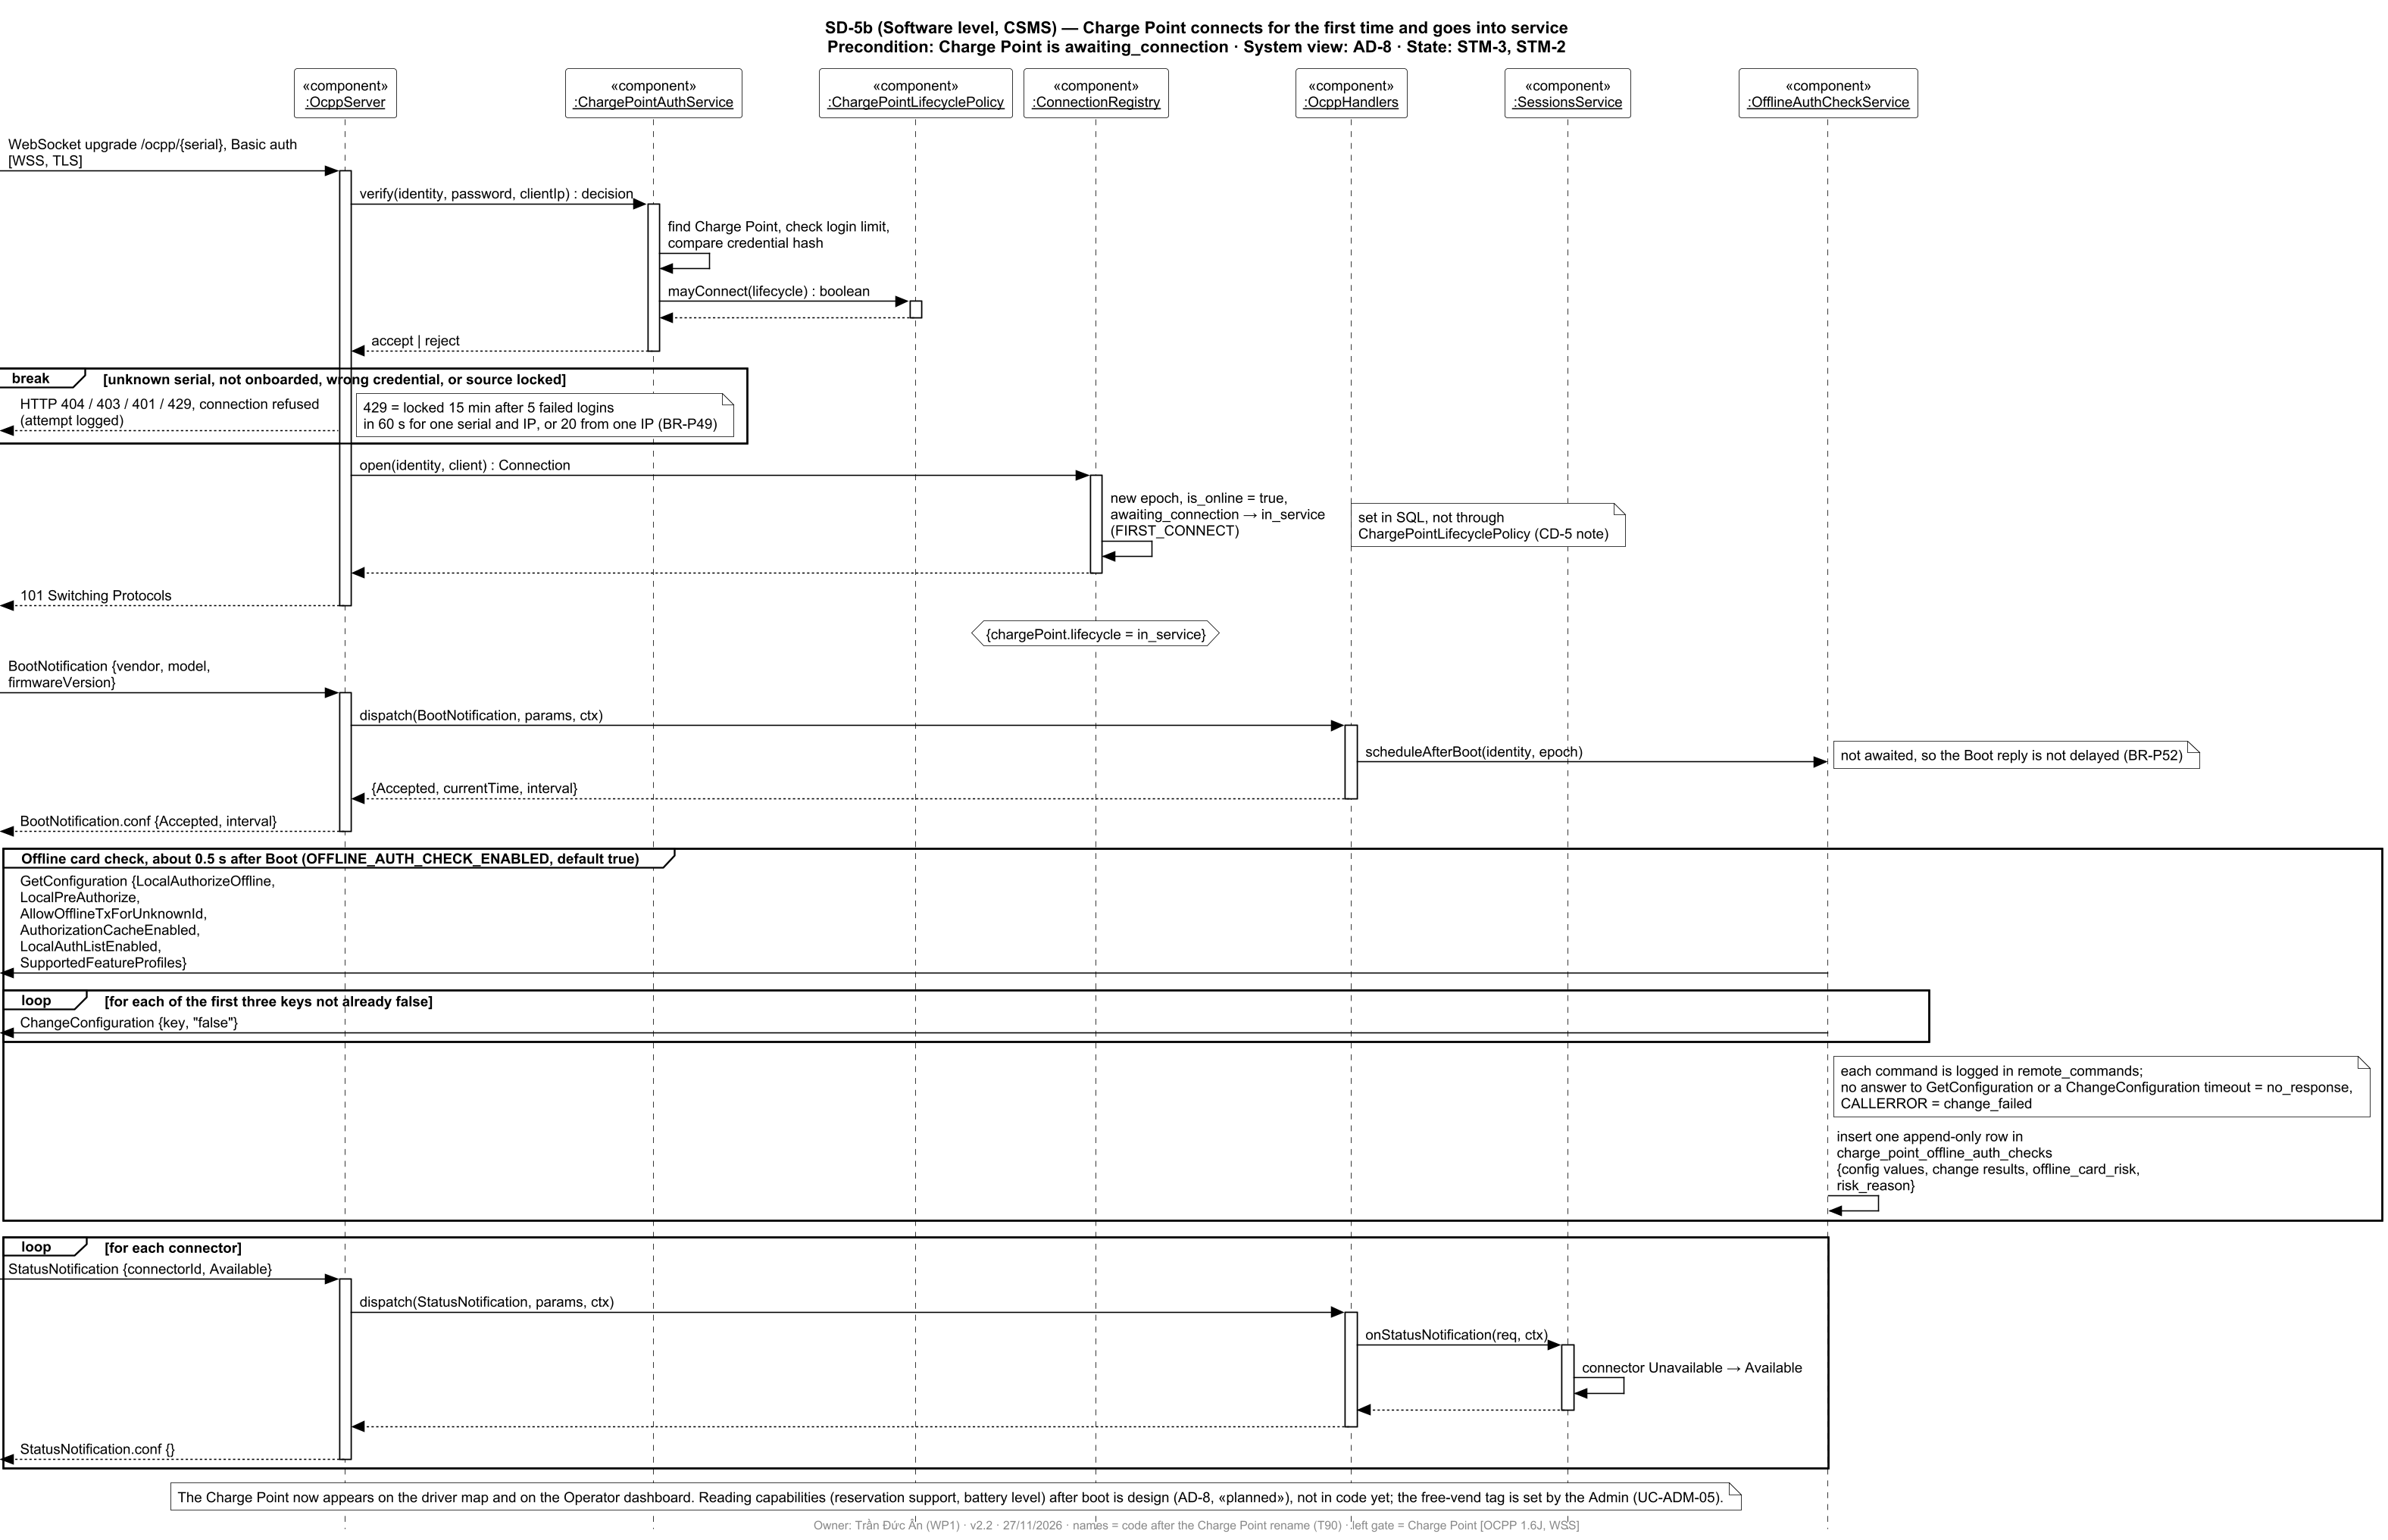 SD-5b (Software level, CSMS) — Charge Point connects for the first time and goes into service
Precondition: Charge Point is awaiting_connection · System view: AD-8 · State: STM-3, STM-2
«component»
:OcppServer
«component»
:ChargePointAuthService
«component»
:ChargePointLifecyclePolicy
«component»
:ConnectionRegistry
«component»
:OcppHandlers
«component»
:SessionsService
«component»
:OfflineAuthCheckService
WebSocket upgrade /ocpp/{serial}, Basic auth
[WSS, TLS]
verify(identity, password, clientIp) : decision
find Charge Point, check login limit,
compare credential hash
mayConnect(lifecycle) : boolean
accept | reject
break
[unknown serial, not onboarded, wrong credential, or source locked]
HTTP 404 / 403 / 401 / 429, connection refused
(attempt logged)
429 = locked 15 min after 5 failed logins
in 60 s for one serial and IP, or 20 from one IP (BR-P49)
open(identity, client) : Connection
new epoch, is_online = true,
awaiting_connection → in_service
(FIRST_CONNECT)
set in SQL, not through
ChargePointLifecyclePolicy (CD-5 note)
101 Switching Protocols
{chargePoint.lifecycle = in_service}
BootNotification {vendor, model,
firmwareVersion}
dispatch(BootNotification, params, ctx)
scheduleAfterBoot(identity, epoch)
not awaited, so the Boot reply is not delayed (BR-P52)
{Accepted, currentTime, interval}
BootNotification.conf {Accepted, interval}
Offline card check, about 0.5 s after Boot (OFFLINE_AUTH_CHECK_ENABLED, default true)
GetConfiguration {LocalAuthorizeOffline,
LocalPreAuthorize,
AllowOfflineTxForUnknownId,
AuthorizationCacheEnabled,
LocalAuthListEnabled,
SupportedFeatureProfiles}
loop
[for each of the first three keys not already false]
ChangeConfiguration {key, "false"}
each command is logged in remote_commands;
no answer to GetConfiguration or a ChangeConfiguration timeout = no_response,
CALLERROR = change_failed
insert one append-only row in
charge_point_offline_auth_checks
{config values, change results, offline_card_risk,
risk_reason}
loop
[for each connector]
StatusNotification {connectorId, Available}
dispatch(StatusNotification, params, ctx)
onStatusNotification(req, ctx)
connector Unavailable → Available
StatusNotification.conf {}
The Charge Point now appears on the driver map and on the Operator dashboard. Reading capabilities (reservation support, battery level) after boot is design (AD-8, «planned»), not in code yet; the free-vend tag is set by the Admin (UC-ADM-05).
Owner: Trần Đức Ân (WP1) · v2.2 · 27/11/2026 · names = code after the Charge Point rename (T90) · left gate = Charge Point [OCPP 1.6J, WSS]